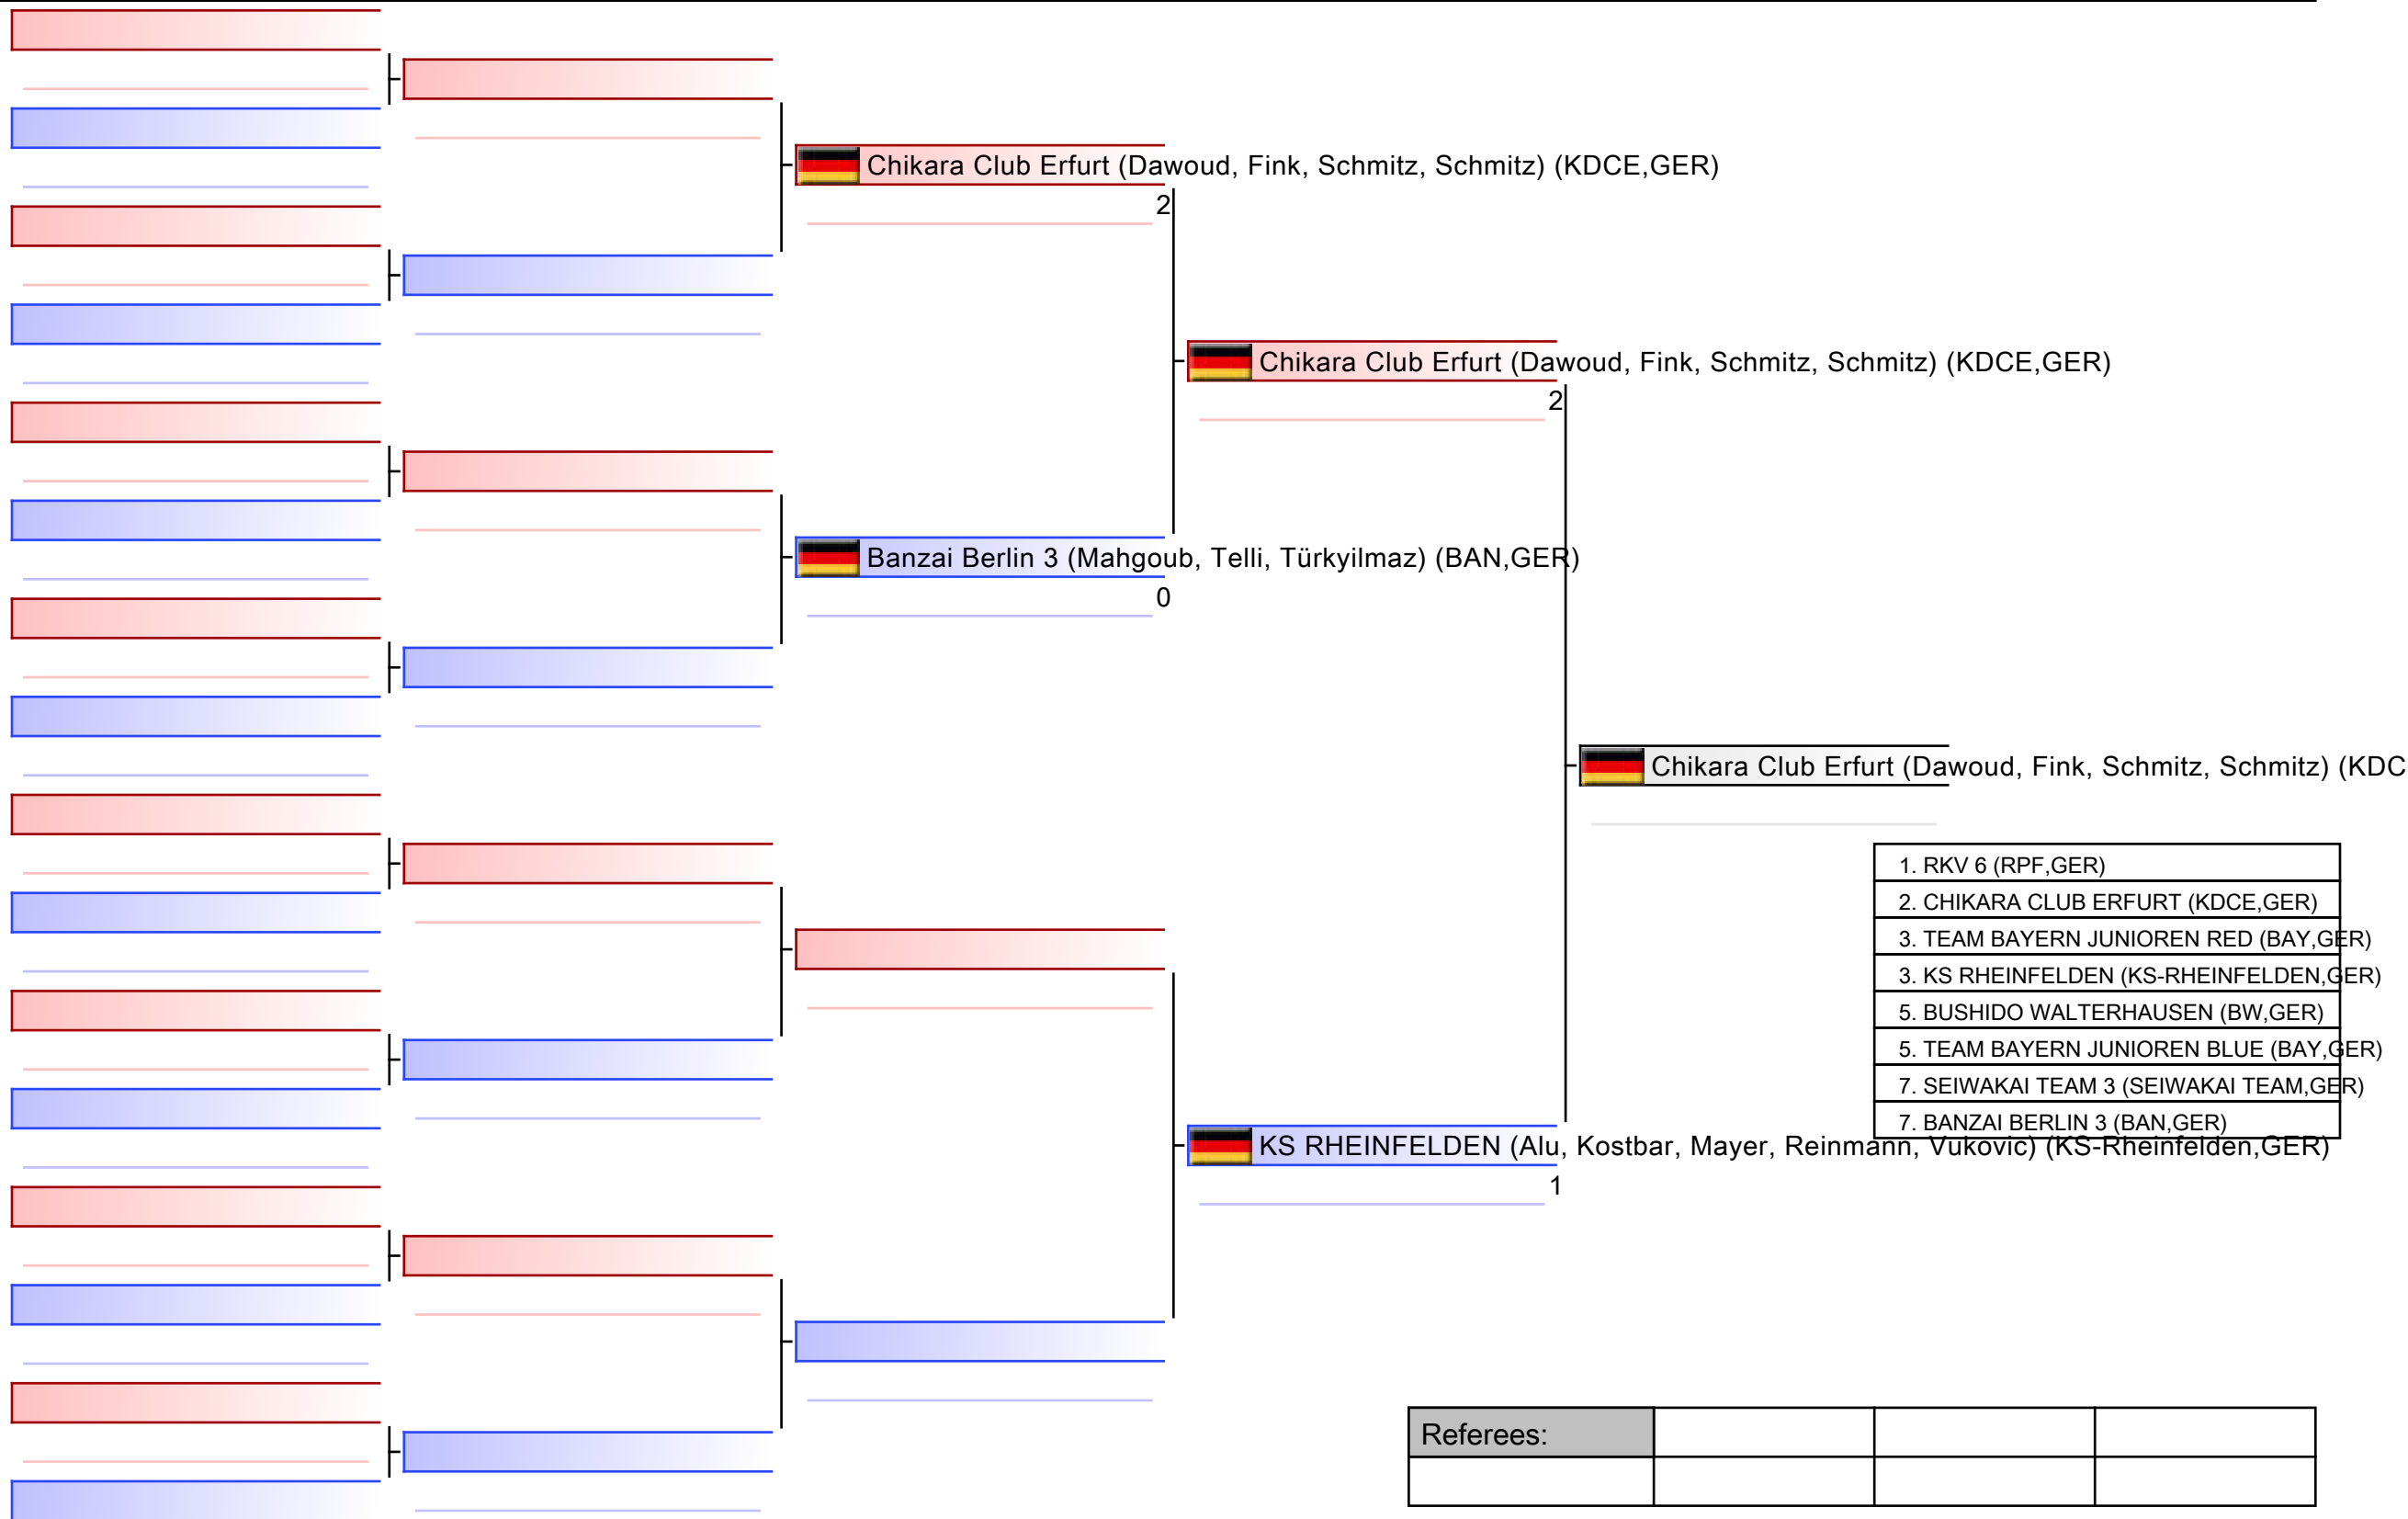 Chikara Club Erfurt (Dawoud, Fink, Schmitz, Schmitz) (KDCE,GER)
2
Chikara Club Erfurt (Dawoud, Fink, Schmitz, Schmitz) (KDCE,GER)
2
Banzai Berlin 3 (Mahgoub, Telli, Türkyilmaz) (BAN,GER)
0
Chikara Club Erfurt (Dawoud, Fink, Schmitz, Schmitz) (KDC
1. RKV 6 (RPF,GER)
2. CHIKARA CLUB ERFURT (KDCE,GER)
3. TEAM BAYERN JUNIOREN RED (BAY,GER)
3. KS RHEINFELDEN (KS-RHEINFELDEN,GER)
5. BUSHIDO WALTERHAUSEN (BW,GER)
5. TEAM BAYERN JUNIOREN BLUE (BAY,GER)
7. SEIWAKAI TEAM 3 (SEIWAKAI TEAM,GER)
7. BANZAI BERLIN 3 (BAN,GER)
KS RHEINFELDEN (Alu, Kostbar, Mayer, Reinmann, Vukovic) (KS-Rheinfelden,GER)
1
Referees: